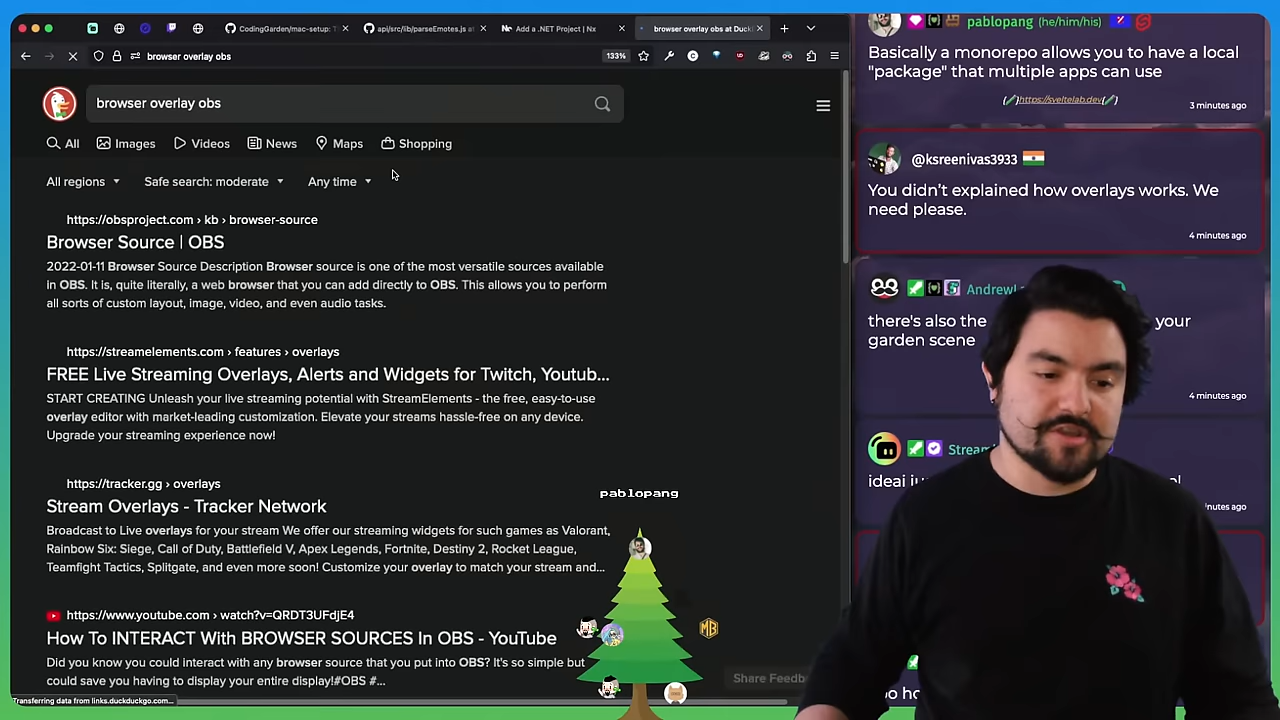 CodingGarden/mac-setup: T
api/src/lib/parseEmotes.js at
Add a .NET Project | Nx
browser overlay obs at Duck
browser overlay obs
133%
browser overlay obs
All
Images
Videos
News
Maps
Shopping
All regions
Safe search: moderate
Any time
https://obsproject.com › kb › browser-source
Browser Source | OBS
2022-01-11 Browser Source Description Browser source is one of the most versatile sources available
in OBS. It is, quite literally, a web browser that you can add directly to OBS. This allows you to perform
all sorts of custom layout, image, video, and even audio tasks.
https://streamelements.com › features › overlays
FREE Live Streaming Overlays, Alerts and Widgets for Twitch, Youtub...
START CREATING Unleash your live streaming potential with StreamElements - the free, easy-to-use
overlay editor with market-leading customization. Elevate your streams hassle-free on any device.
Upgrade your streaming experience now!
https://tracker.gg › overlays
Stream Overlays - Tracker Network
Broadcast to Live overlays for your stream We offer our streaming widgets for such games as Valorant,
Rainbow Six: Siege, Call of Duty, Battlefield V, Apex Legends, Fortnite, Destiny 2, Rocket League,
Teamfight Tactics, Splitgate, and even more soon! Customize your overlay to match your stream and...
https://www.youtube.com › watch?v=QRDT3UFdjE4
How To INTERACT With BROWSER SOURCES In OBS - YouTube
Did you know you could interact with any browser source that you put into OBS? It's so simple but
could save you having to display your entire display!#OBS #...
Share Feedb
Transferring data from links.duckduckgo.com...
pablopang
MB
pablopang (he/him/his)
Basically a monorepo allows you to have a local
"package" that multiple apps can use
https://sveltelab.dev
3 minutes ago
@ksreenivas3933
You didn't explained how overlays works. We
need please.
4 minutes ago
AndrewL
there's also the your
garden scene
4 minutes ago
Stream